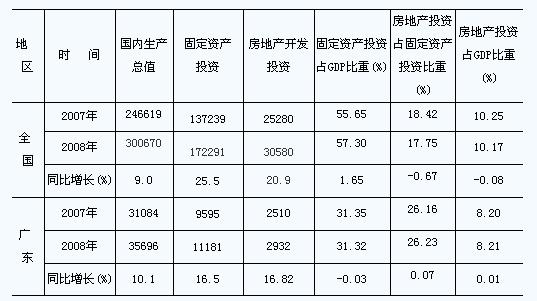 地区 时 间 国内生产总值 固定资产投资 房地产开发投资 固定资产投资占GDP比重(%) 房地产投资占固定资产投资比重(%) 房地产投资占GDP比重(%)
全国
2007年 246619 137239 25280 55.65 18.42 10.25
2008年 300670 172291 30580 57.30 17.75 10.17
同比增长(%) 9.0 25.5 20.9 1.65 -0.67 -0.08
广东
2007年 31084 9595 2510 31.35 26.16 8.20
2008年 35696 11181 2932 31.32 26.23 8.21
同比增长(%) 10.1 16.5 16.82 -0.03 0.07 0.01